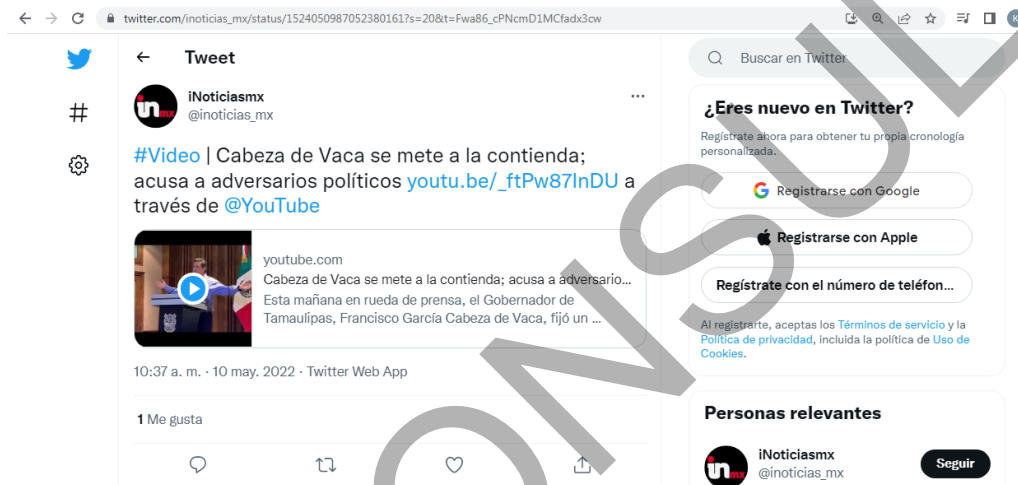 twitter.com/inoticias_mx/status/1524050987052380161?s=20&t=Fwa86_cPNcmD1MCfadx3cw
Tweet
iNoticiasmx
@inoticias_mx
#Video | Cabeza de Vaca se mete a la contienda;
acusa a adversarios políticos youtu.be/_ftPw87InDU a
través de @YouTube
youtube.com
Cabeza de Vaca se mete a la contienda; acusa a adversario...
Esta mañana en rueda de prensa, el Gobernador de
Tamaulipas, Francisco García Cabeza de Vaca, fijó un ...
10:37 a. m. · 10 may. 2022 · Twitter Web App
1 Me gusta
Buscar en Twitter
¿Eres nuevo en Twitter?
Regístrate ahora para obtener tu propia cronología
personalizada.
Registrarse con Google
Registrarse con Apple
Regístrate con el número de teléfon...
Al registrarte, aceptas los Términos de servicio y la
Política de privacidad, incluida la política de Uso de
Cookies.
Personas relevantes
iNoticiasmx
@inoticias_mx
Seguir
in mx
in mx
K
ONSUL